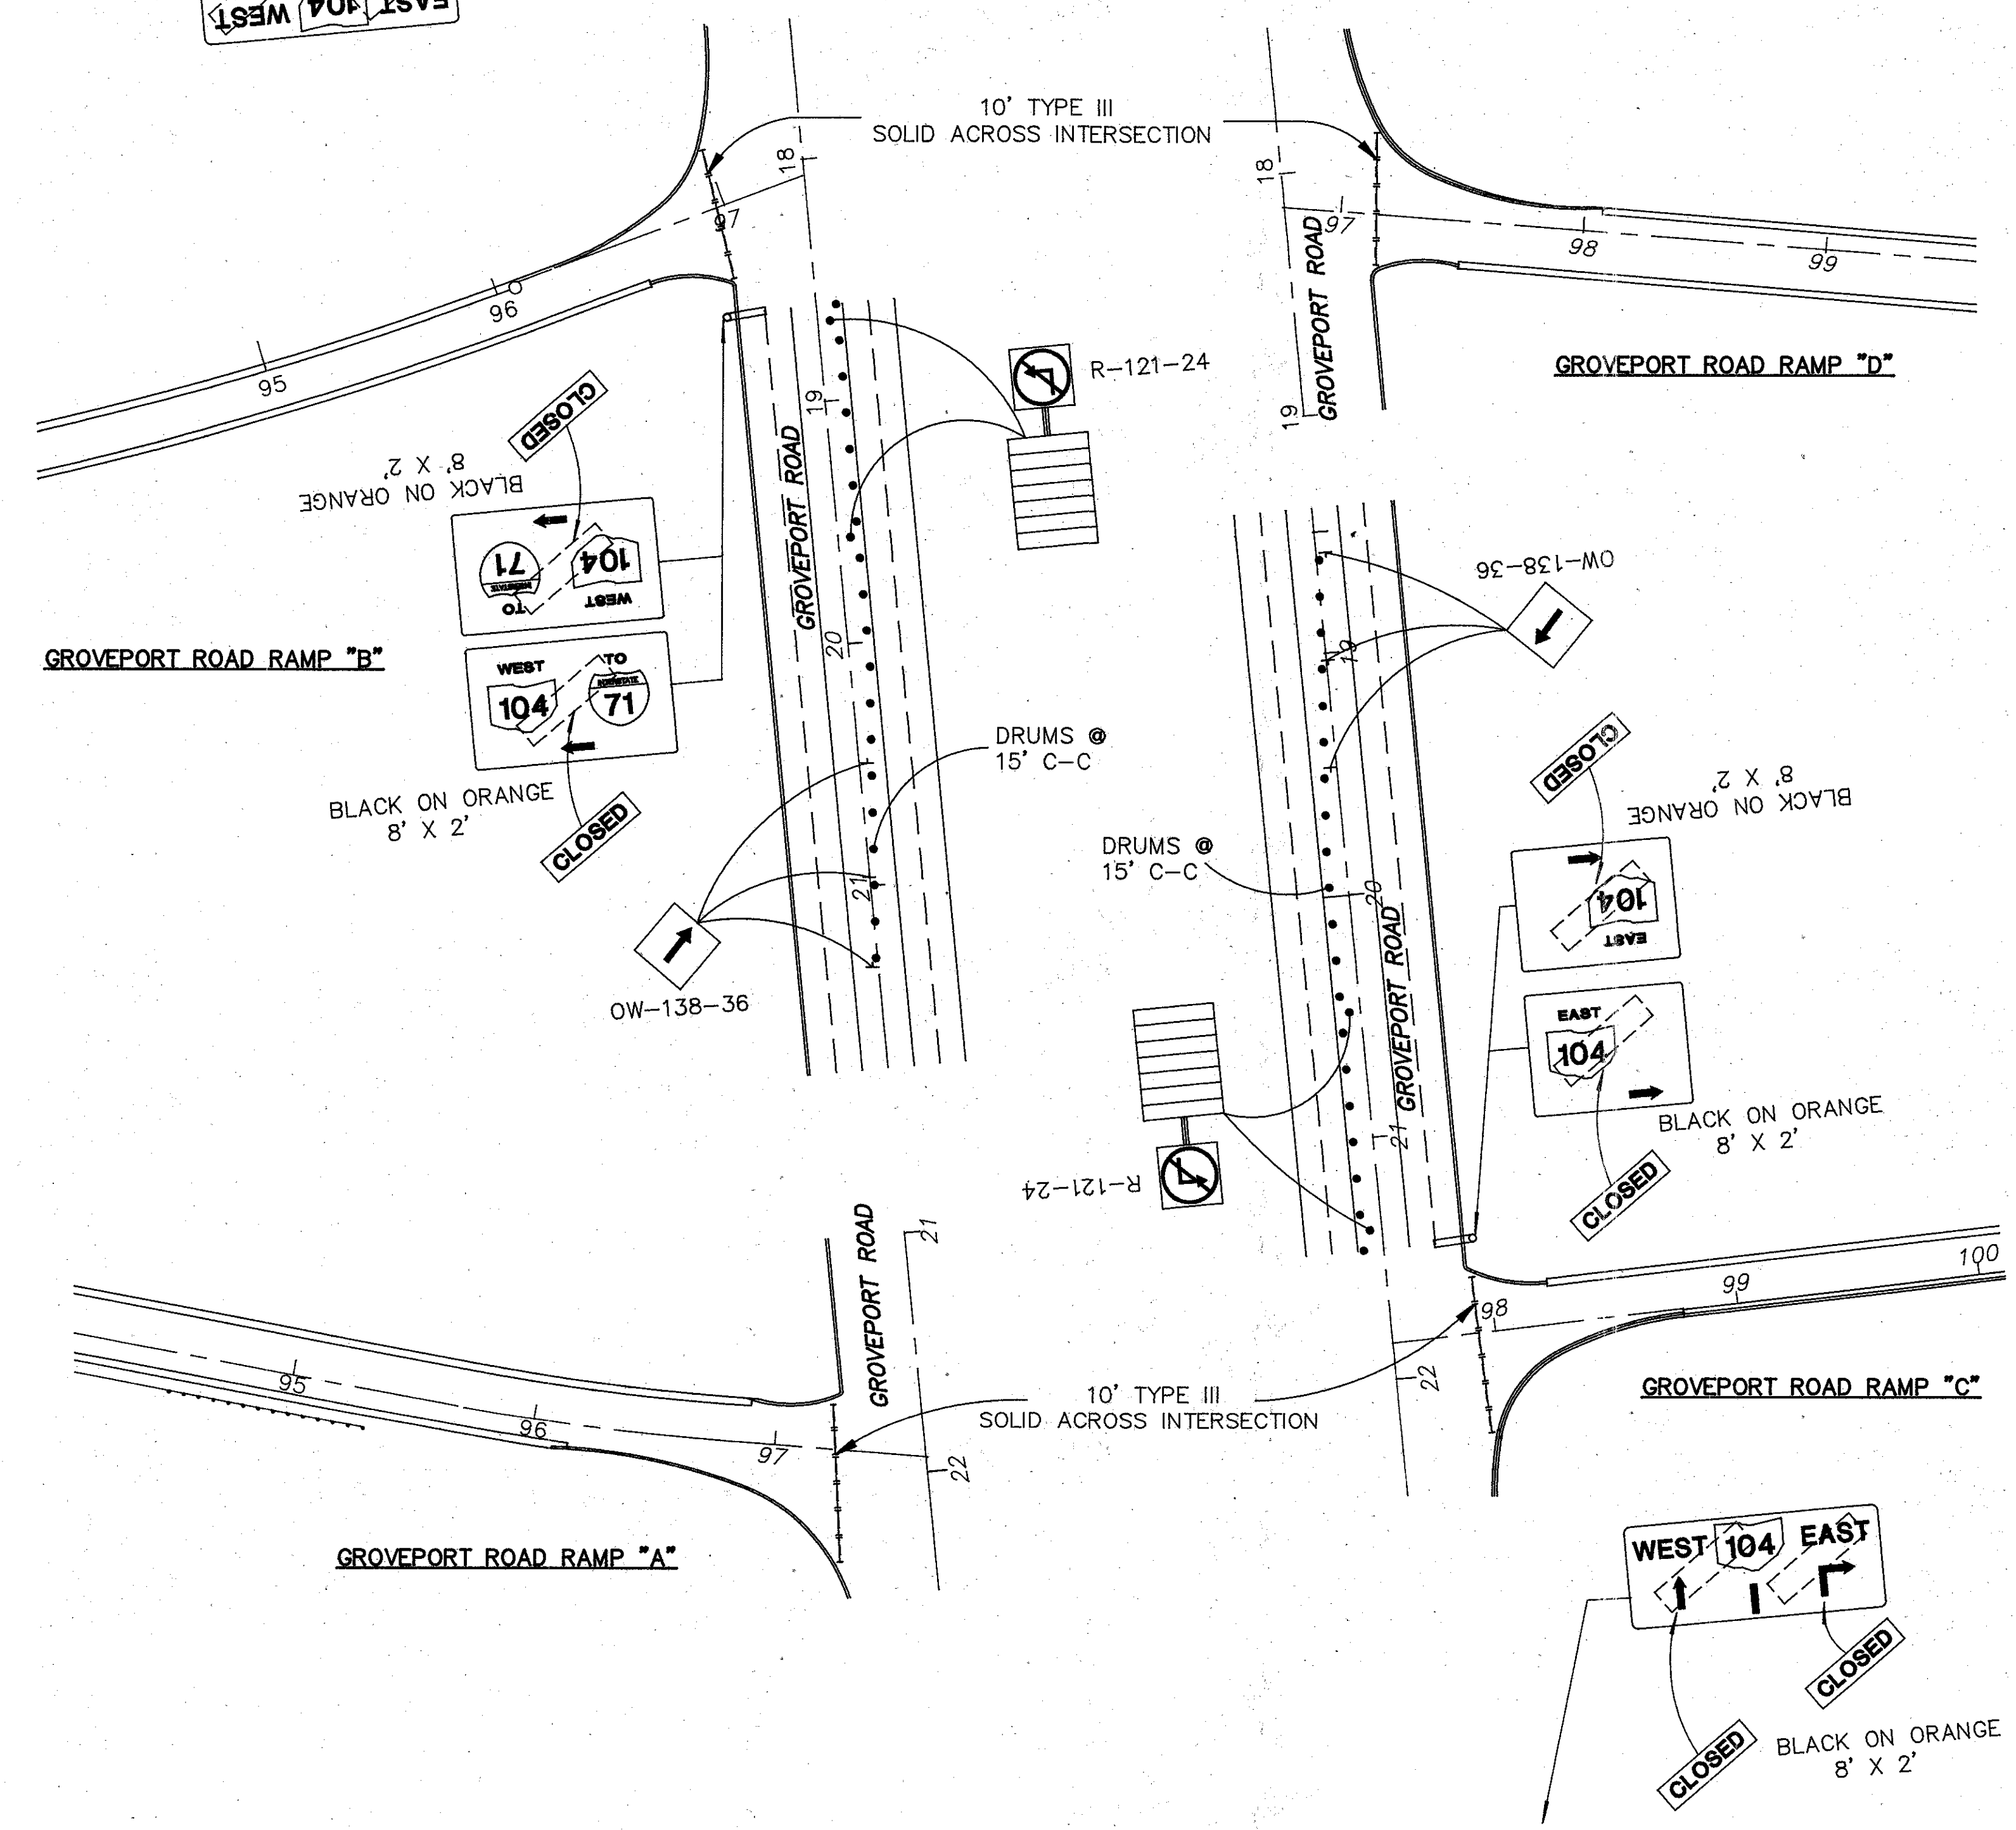 EAST 104 WEST
10' TYPE III
SOLID ACROSS INTERSECTION
18
18
97
97
98
99
96
95
GROVEPORT ROAD
19
R-121-24
GROVEPORT ROAD RAMP "D"
CLOSED
BLACK ON ORANGE
8' X 2'
19
GROVEPORT ROAD
WEST TO
104 INTERSTATE 71
OW-138-36
20
19
GROVEPORT ROAD RAMP "B"
WEST TO
104 INTERSTATE 71
BLACK ON ORANGE
8' X 2'
CLOSED
DRUMS @
15' C-C
21
OW-138-36
CLOSED
BLACK ON ORANGE
8' X 2'
DRUMS @
15' C-C
20
GROVEPORT ROAD
EAST
104
EAST
104
BLACK ON ORANGE
8' X 2'
CLOSED
21
R-121-24
GROVEPORT ROAD
21
95
96
97
22
98
99
100
22
10' TYPE III
SOLID ACROSS INTERSECTION
GROVEPORT ROAD RAMP "C"
GROVEPORT ROAD RAMP "A"
WEST 104 EAST
CLOSED
CLOSED
BLACK ON ORANGE
8' X 2'